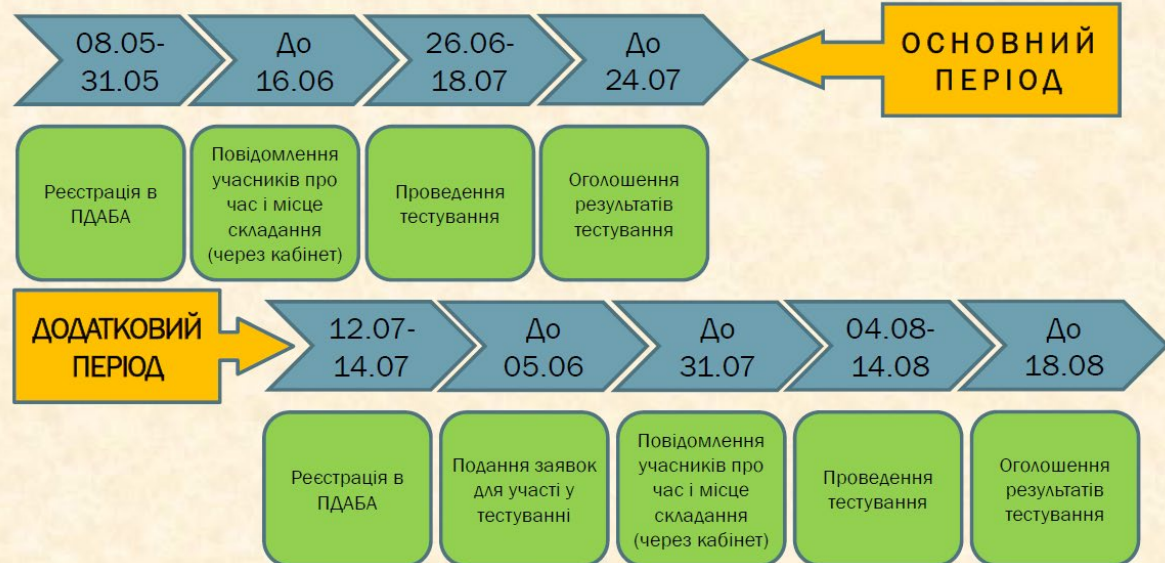 08.05-
31.05
До
16.06
26.06-
18.07
До
24.07
ОСНОВНИЙ
ПЕРІОД
Реєстрація в
ПДАБА
Повідомлення
учасників про
час і місце
складання
(через кабінет)
Проведення
тестування
Оголошення
результатів
тестування
ДОДАТКОВИЙ
ПЕРІОД
12.07-
14.07
До
05.06
До
31.07
04.08-
14.08
До
18.08
Реєстрація в
ПДАБА
Подання заявок
для участі у
тестуванні
Повідомлення
учасників про
час і місце
складання
(через кабінет)
Проведення
тестування
Оголошення
результатів
тестування